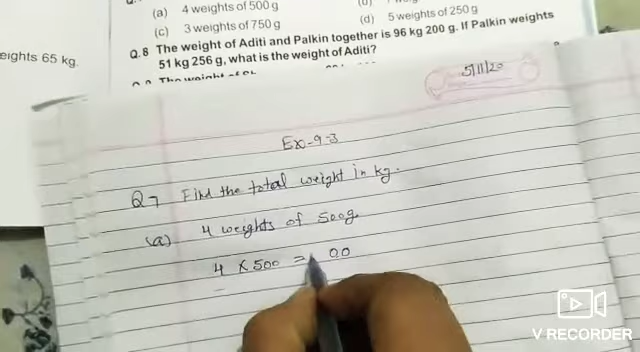 (a) 4 weights of 500 g
(c) 3 weights of 750 g
(d) 5 weights of 250 g
eights 65 kg.
Q.8 The weight of Aditi and Palkin together is 96 kg 200 g. If Palkin weights
51 kg 256 g, what is the weight of Aditi?
5/11/20
Ex-9.3
Q7 Find the total weight in kg.
(a) 4 weights of 500g.
4 × 500 = 00
V RECORDER